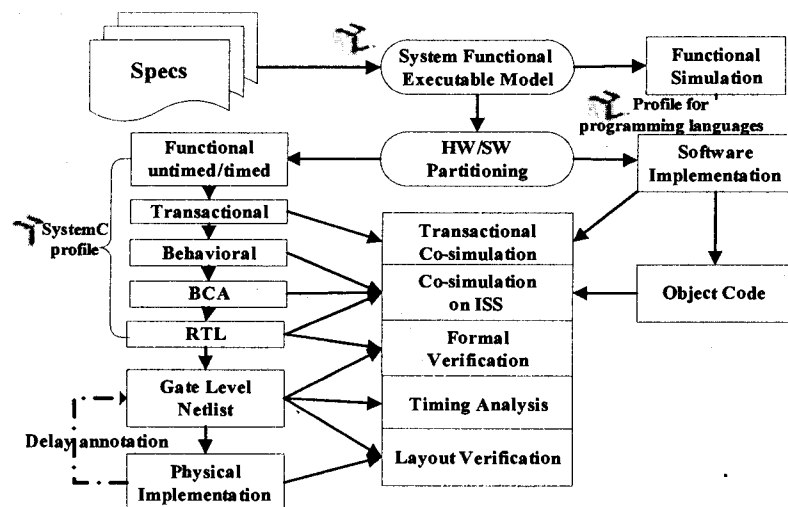 Specs
System Functional
Executable Model
Functional
Simulation
Profile for
programming languages
Functional
untimed/timed
HW/SW
Partitioning
Software
Implementation
SystemC
profile
Transactional
Transactional
Co-simulation
Behavioral
Co-simulation
on ISS
BCA
Object Code
RTL
Formal
Verification
Gate Level
Netlist
Timing Analysis
Delay annotation
Layout Verification
Physical
Implementation